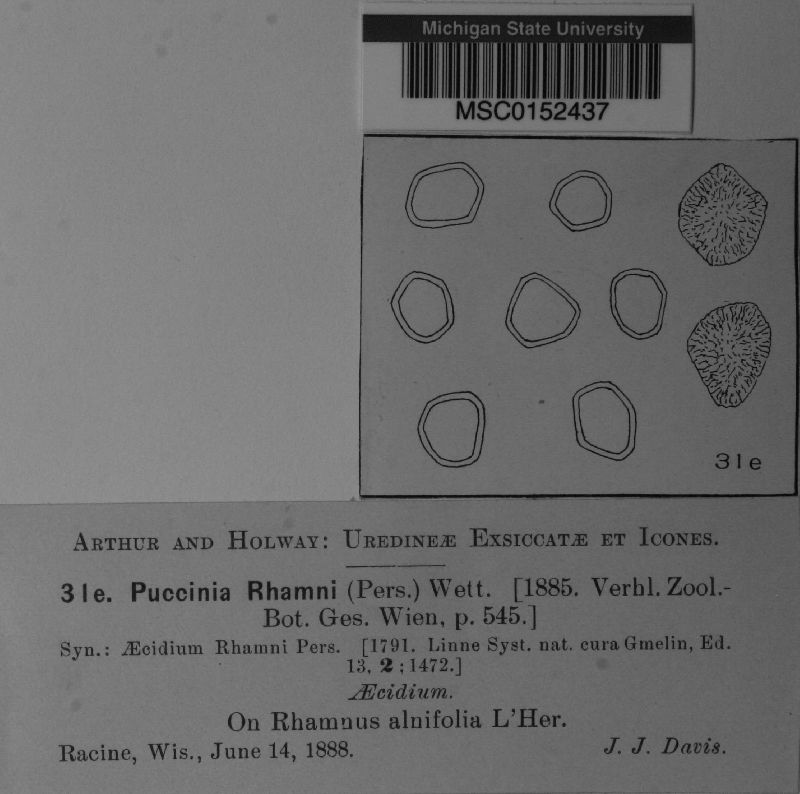 Michigan State University
MSC0152437
31e
ARTHUR AND HOLWAY: UREDINEÆ EXSICCATÆ ET ICONES.
31e. Puccinia Rhamni (Pers.) Wett. [1885. Verhl. Zool.-
Bot. Ges. Wien, p. 545.]
Syn.: Æcidium Rhamni Pers. [1791. Linne Syst. nat. cura Gmelin, Ed.
13, 2; 1472.]
Æcidium.
On Rhamnus alnifolia L'Her.
Racine, Wis., June 14, 1888. J. J. Davis.